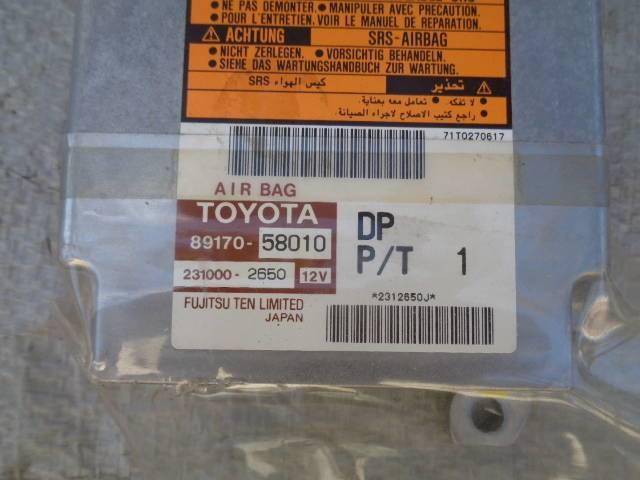 ● NE PAS DEMONTER. ● MANIPULER AVEC PRECAUTION.
● POUR L'ENTRETIEN, VOIR LE MANUEL DE REPARATION.
ACHTUNG SRS-AIRBAG
● NICHT ZERLEGEN. ● VORSICHTIG BEHANDELN.
● SIEHE DAS WARTUNGSHANDBUCH ZUR WARTUNG.
تحذير كيس الهواء SRS
● لا تفكه . ● تعامل معه بعناية.
● راجع كتيب الاصلاح لاجراء الصيانة.
71T0270617
AIR BAG
TOYOTA
89170-58010
231000-2650 12V
DP
P/T 1
FUJITSU TEN LIMITED
JAPAN
*2312650J*